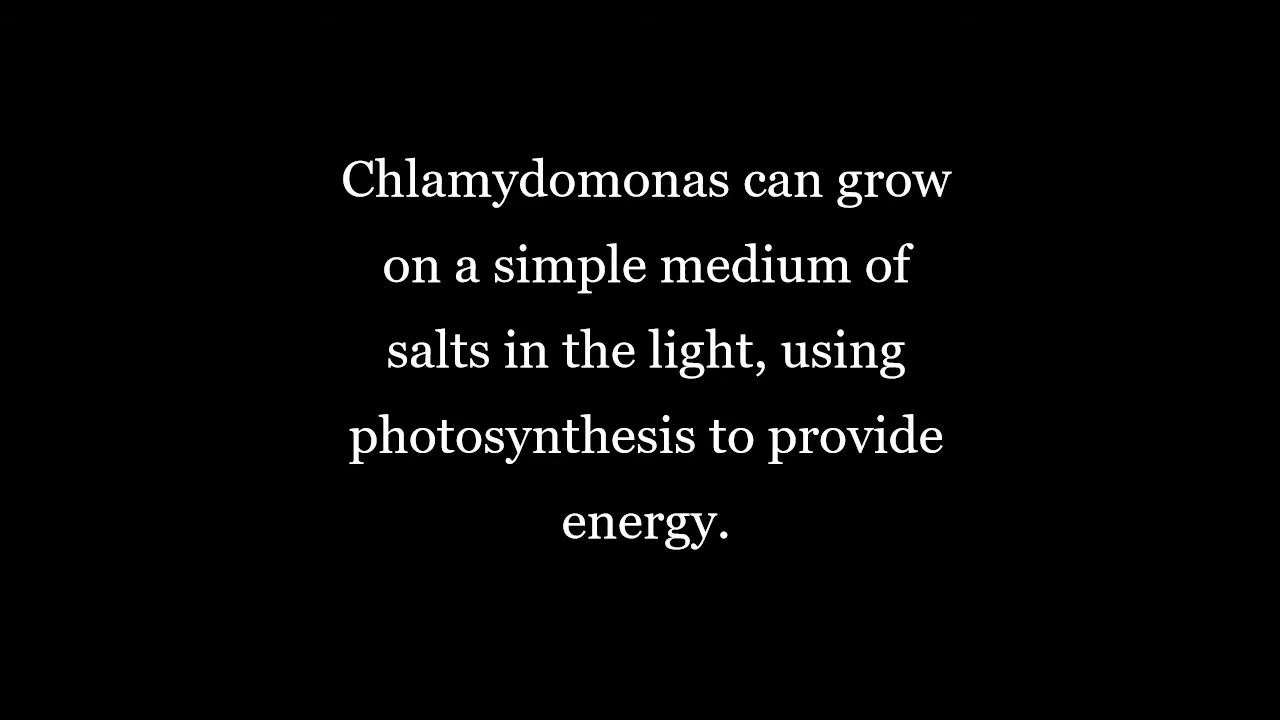 Chlamydomonas can grow
on a simple medium of
salts in the light, using
photosynthesis to provide
energy.